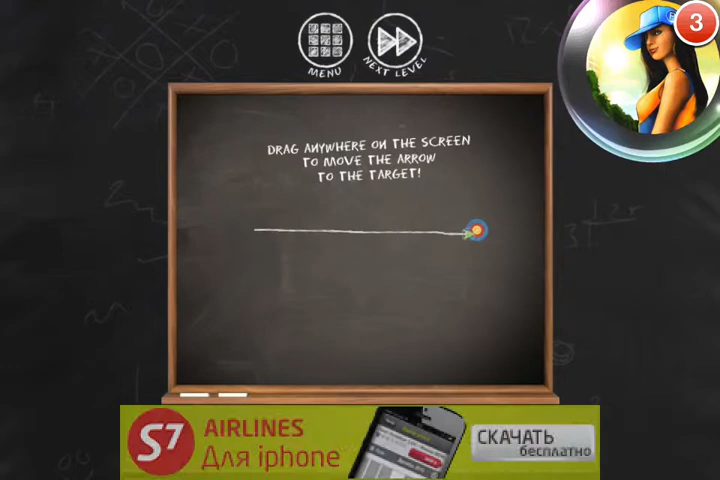 3
MENU
NEXT LEVEL
DRAG ANYWHERE ON THE SCREEN
TO MOVE THE ARROW
TO THE TARGET!
S7
AIRLINES
Для iphone
СКАЧАТЬ
бесплатно